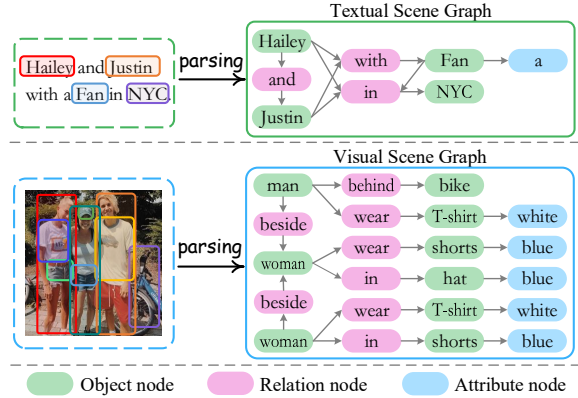 Textual Scene Graph
Hailey and Justin
with a Fan in NYC.
parsing
Hailey
and
Justin
with
in
Fan
NYC
a
Visual Scene Graph
parsing
man
beside
woman
beside
woman
behind
bike
wear
T-shirt
white
wear
shorts
blue
in
hat
blue
wear
T-shirt
white
in
shorts
blue
Object node
Relation node
Attribute node